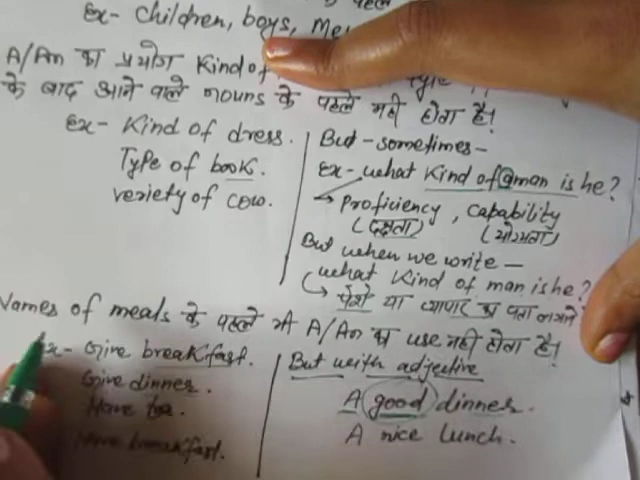 Ex- children, boys, Me
A/An का प्रयोग Kind of
के बाद आने वाले nouns के पहले नहीं होता है।
Ex- Kind of dress.
Type of book.
veriety of cow.
But - sometimes -
Ex- what kind of a man is he?
→ Proficiency, capability
(दक्षता) (योग्यता)
But when we write -
what kind of man is he?
→ पेशे या व्यापार का पता लगाने
Names of meals के पहले भी A/An का use नहीं होता है।
Ex- Give breakfast.
Give dinner.
Have tea.
Have breakfast.
But with adjective
A good dinner.
A nice lunch.